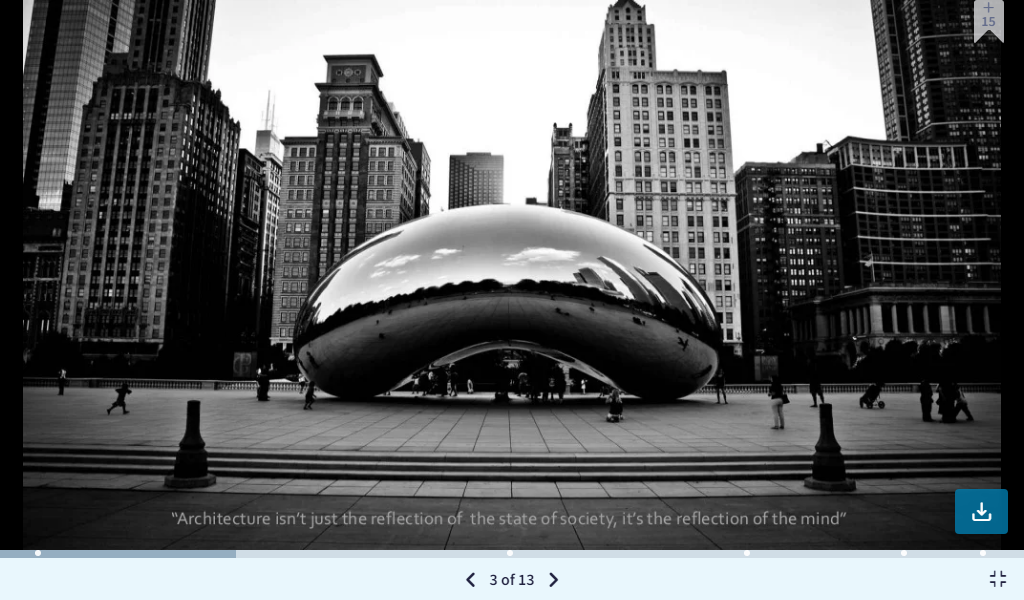 15
“Architecture isn’t just the reflection of  the state of society, it’s the reflection of the mind”
3 of 13